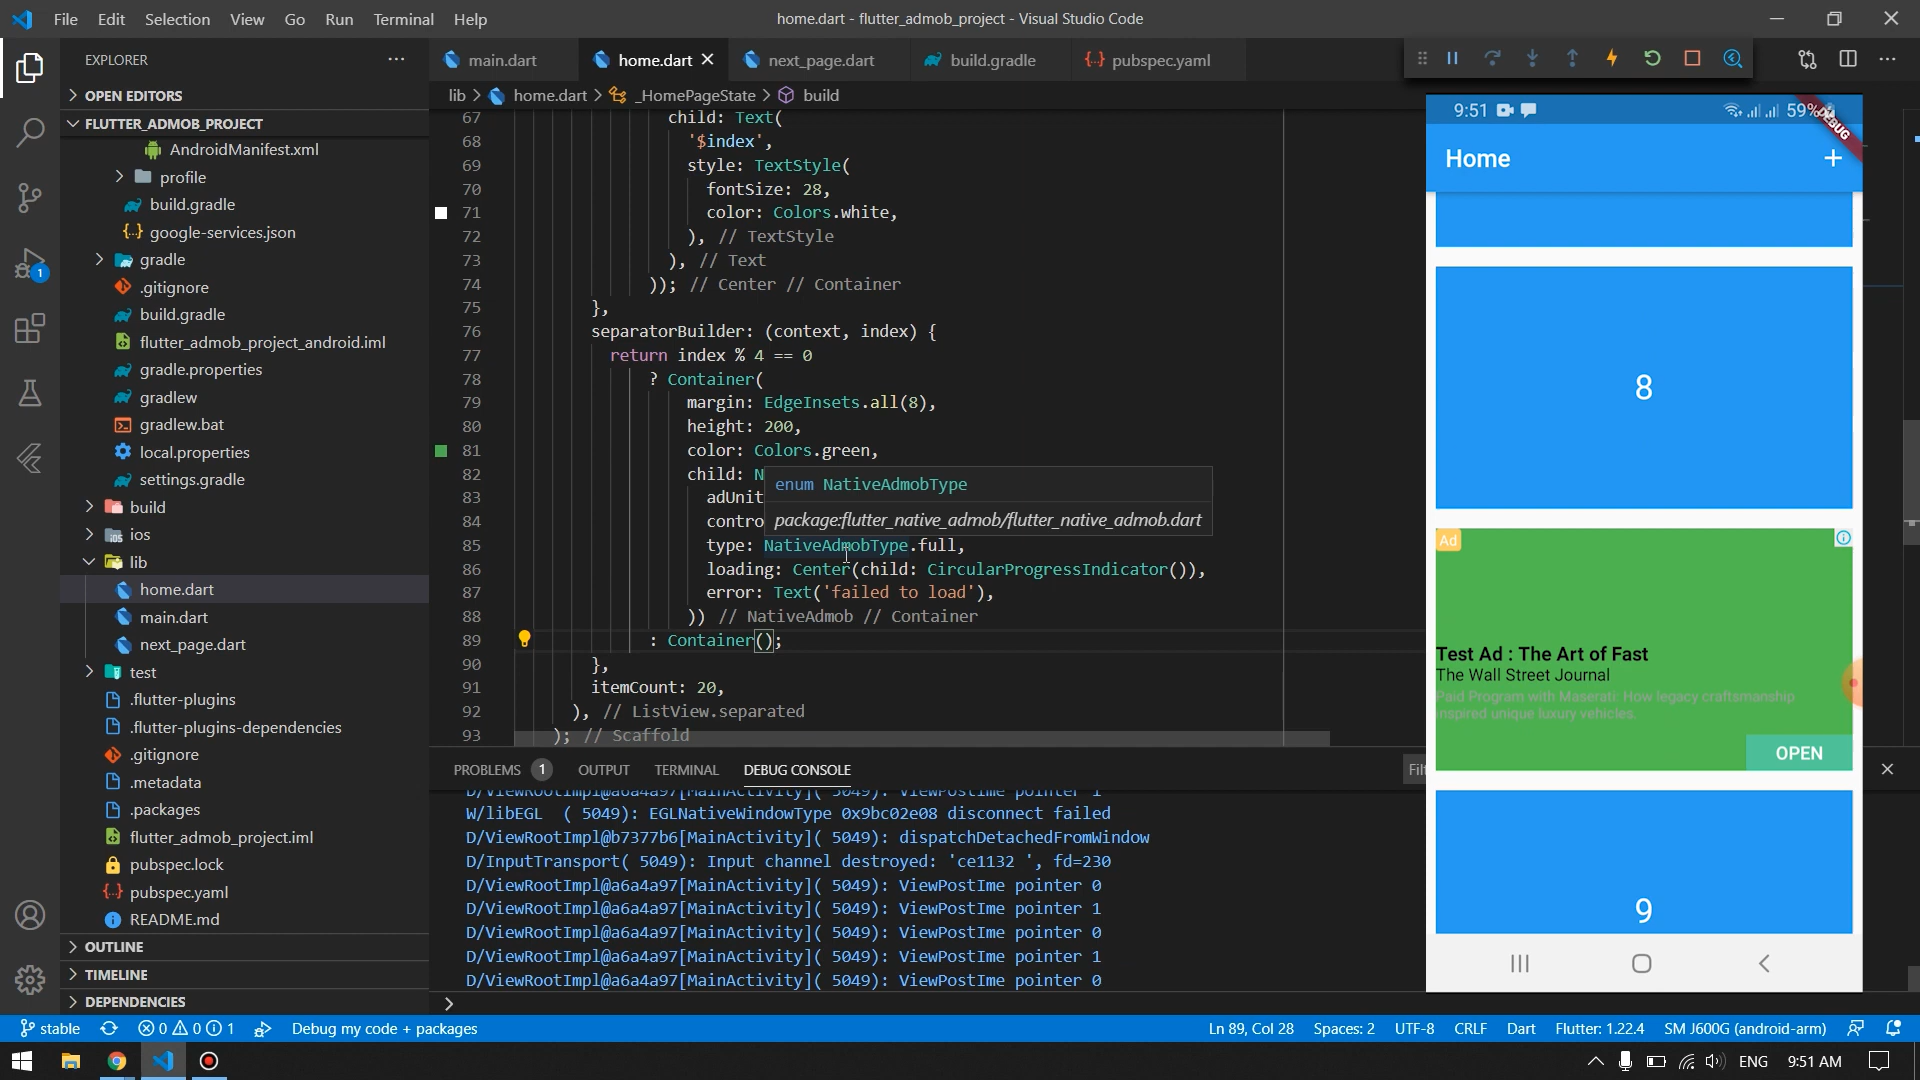 File Edit Selection View Go Run Terminal Help
home.dart - flutter_admob_project - Visual Studio Code
EXPLORER
OPEN EDITORS
FLUTTER_ADMOB_PROJECT
AndroidManifest.xml
profile
build.gradle
google-services.json
gradle
.gitignore
build.gradle
flutter_admob_project_android.iml
gradle.properties
gradlew
gradlew.bat
local.properties
settings.gradle
build
ios
lib
home.dart
main.dart
next_page.dart
test
.flutter-plugins
.flutter-plugins-dependencies
.gitignore
.metadata
.packages
flutter_admob_project.iml
pubspec.lock
pubspec.yaml
README.md
OUTLINE
TIMELINE
DEPENDENCIES
1
main.dart home.dart next_page.dart build.gradle pubspec.yaml
lib > home.dart > _HomePageState > build
67 child: Text(
68 '$index',
69 style: TextStyle(
70 fontSize: 28,
71 color: Colors.white,
72 ), // TextStyle
73 ), // Text
74 )); // Center // Container
75 },
76 separatorBuilder: (context, index) {
77 return index % 4 == 0
78 ? Container(
79 margin: EdgeInsets.all(8),
80 height: 200,
81 color: Colors.green,
82 child: N
83 adUnit
84 contro
85 type: NativeAdmobType.full,
86 loading: Center(child: CircularProgressIndicator()),
87 error: Text('failed to load'),
88 )) // NativeAdmob // Container
89 : Container();
90 },
91 itemCount: 20,
92 ), // ListView.separated
93 ); // Scaffold
enum NativeAdmobType
package:flutter_native_admob/flutter_native_admob.dart
PROBLEMS 1 OUTPUT TERMINAL DEBUG CONSOLE
Filt
D/ViewRootImpl@a6a4a97[MainActivity]( 5049): ViewPostIme pointer 1
W/libEGL ( 5049): EGLNativeWindowType 0x9bc02e08 disconnect failed
D/ViewRootImpl@b7377b6[MainActivity]( 5049): dispatchDetachedFromWindow
D/InputTransport( 5049): Input channel destroyed: 'ce1132 ', fd=230
D/ViewRootImpl@a6a4a97[MainActivity]( 5049): ViewPostIme pointer 0
D/ViewRootImpl@a6a4a97[MainActivity]( 5049): ViewPostIme pointer 1
D/ViewRootImpl@a6a4a97[MainActivity]( 5049): ViewPostIme pointer 0
D/ViewRootImpl@a6a4a97[MainActivity]( 5049): ViewPostIme pointer 1
D/ViewRootImpl@a6a4a97[MainActivity]( 5049): ViewPostIme pointer 0
9:51 59%
DEBUG
Home +
8
Ad
Test Ad : The Art of Fast
The Wall Street Journal
Paid Program with Maserati: How legacy craftsmanship
inspired unique luxury vehicles.
OPEN
9
stable 0 0 1 Debug my code + packages
Ln 89, Col 28 Spaces: 2 UTF-8 CRLF Dart Flutter: 1.22.4 SM J600G (android-arm)
ENG 9:51 AM